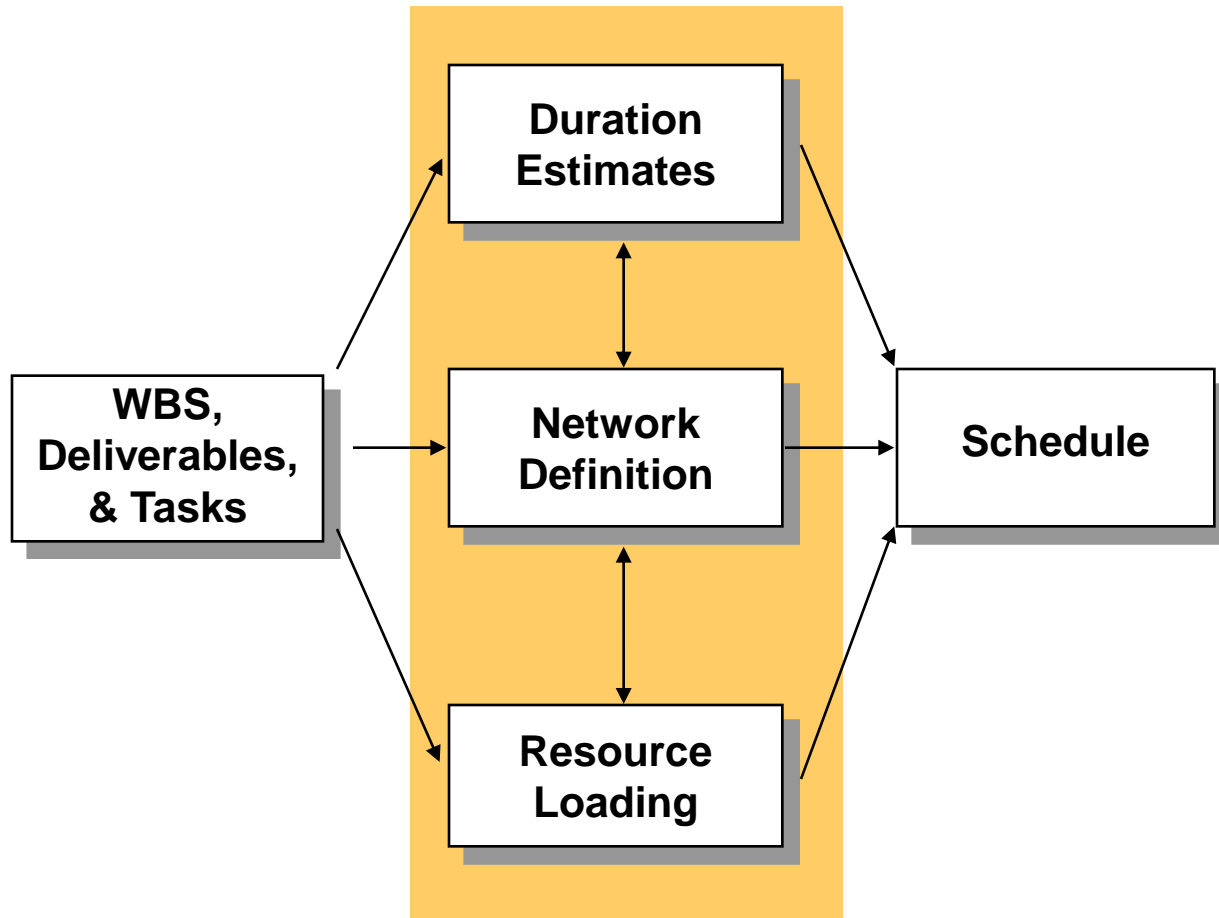 Duration
Estimates
WBS,
Deliverables,
& Tasks
Network
Definition
Schedule
Resource
Loading